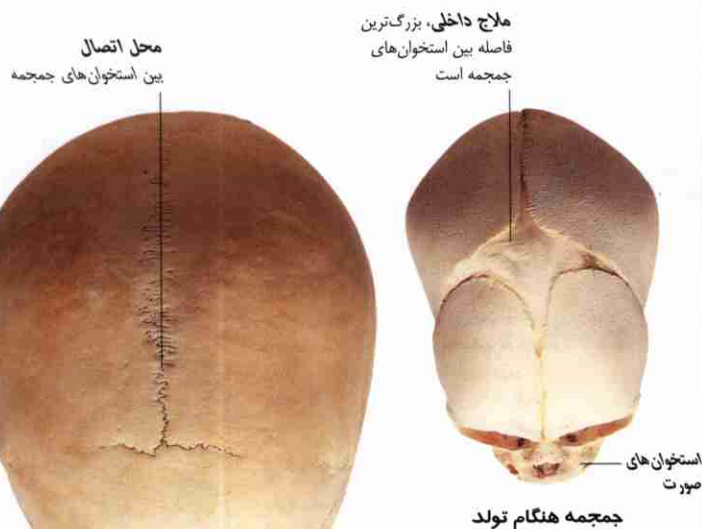 ملاج داخلی، بزرگ‌ترین
فاصله بین استخوان‌های
جمجمه است
محل اتصال
بین استخوان‌های جمجمه
استخوان‌های
صورت
جمجمه هنگام تولد